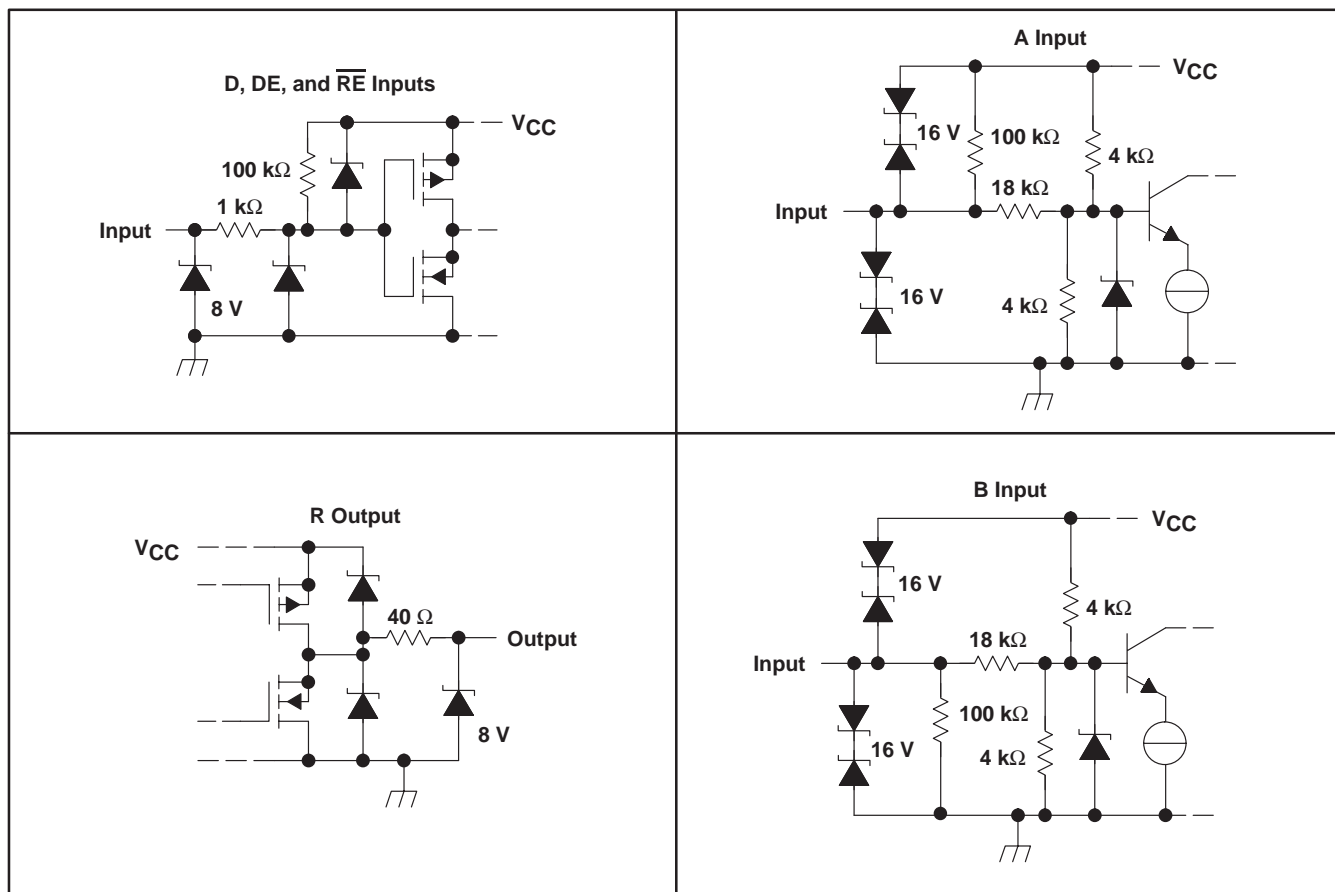 D, DE, and R̅E̅ Inputs
VCC
100 kΩ
1 kΩ
Input
8 V
A Input
VCC
16 V
100 kΩ
4 kΩ
18 kΩ
Input
16 V
4 kΩ
R Output
VCC
40 Ω
Output
8 V
B Input
VCC
16 V
4 kΩ
18 kΩ
Input
100 kΩ
16 V
4 kΩ